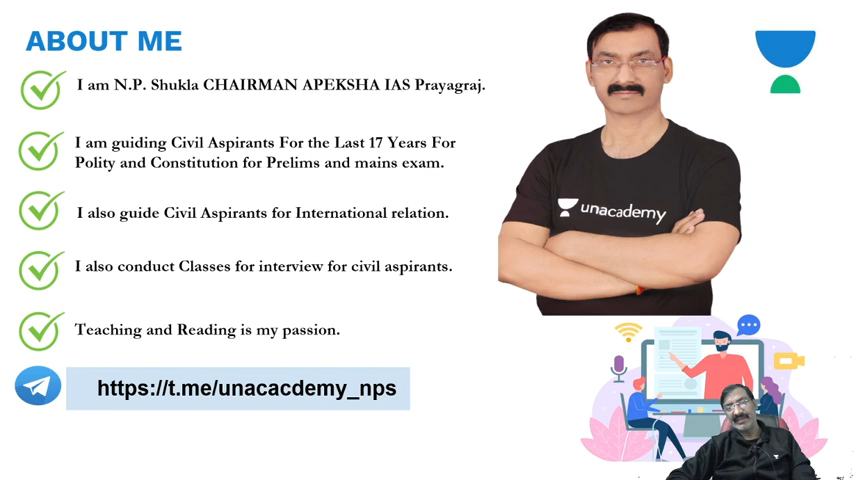 ABOUT ME
I am N.P. Shukla CHAIRMAN APEKSHA IAS Prayagraj.
I am guiding Civil Aspirants For the Last 17 Years For
Polity and Constitution for Prelims and mains exam.
I also guide Civil Aspirants for International relation.
I also conduct Classes for interview for civil aspirants.
Teaching and Reading is my passion.
https://t.me/unacacdemy_nps
unacademy